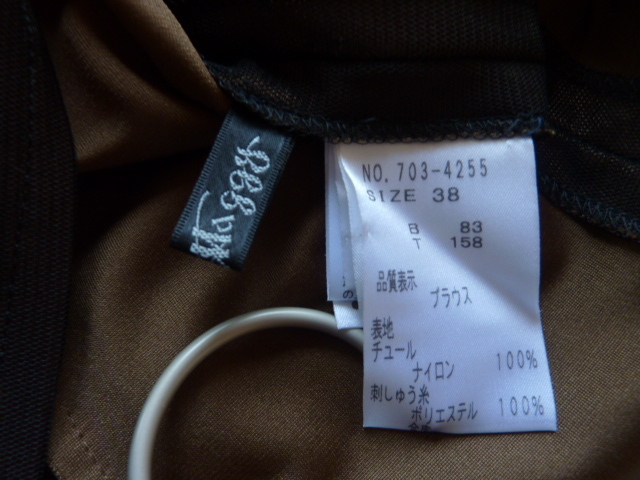 Maggy
NO.703-4255
SIZE 38
B 83
T 158
品質表示
ブラウス
表地
チュール
ナイロン 100%
刺しゅう糸
ポリエステル 100%
の